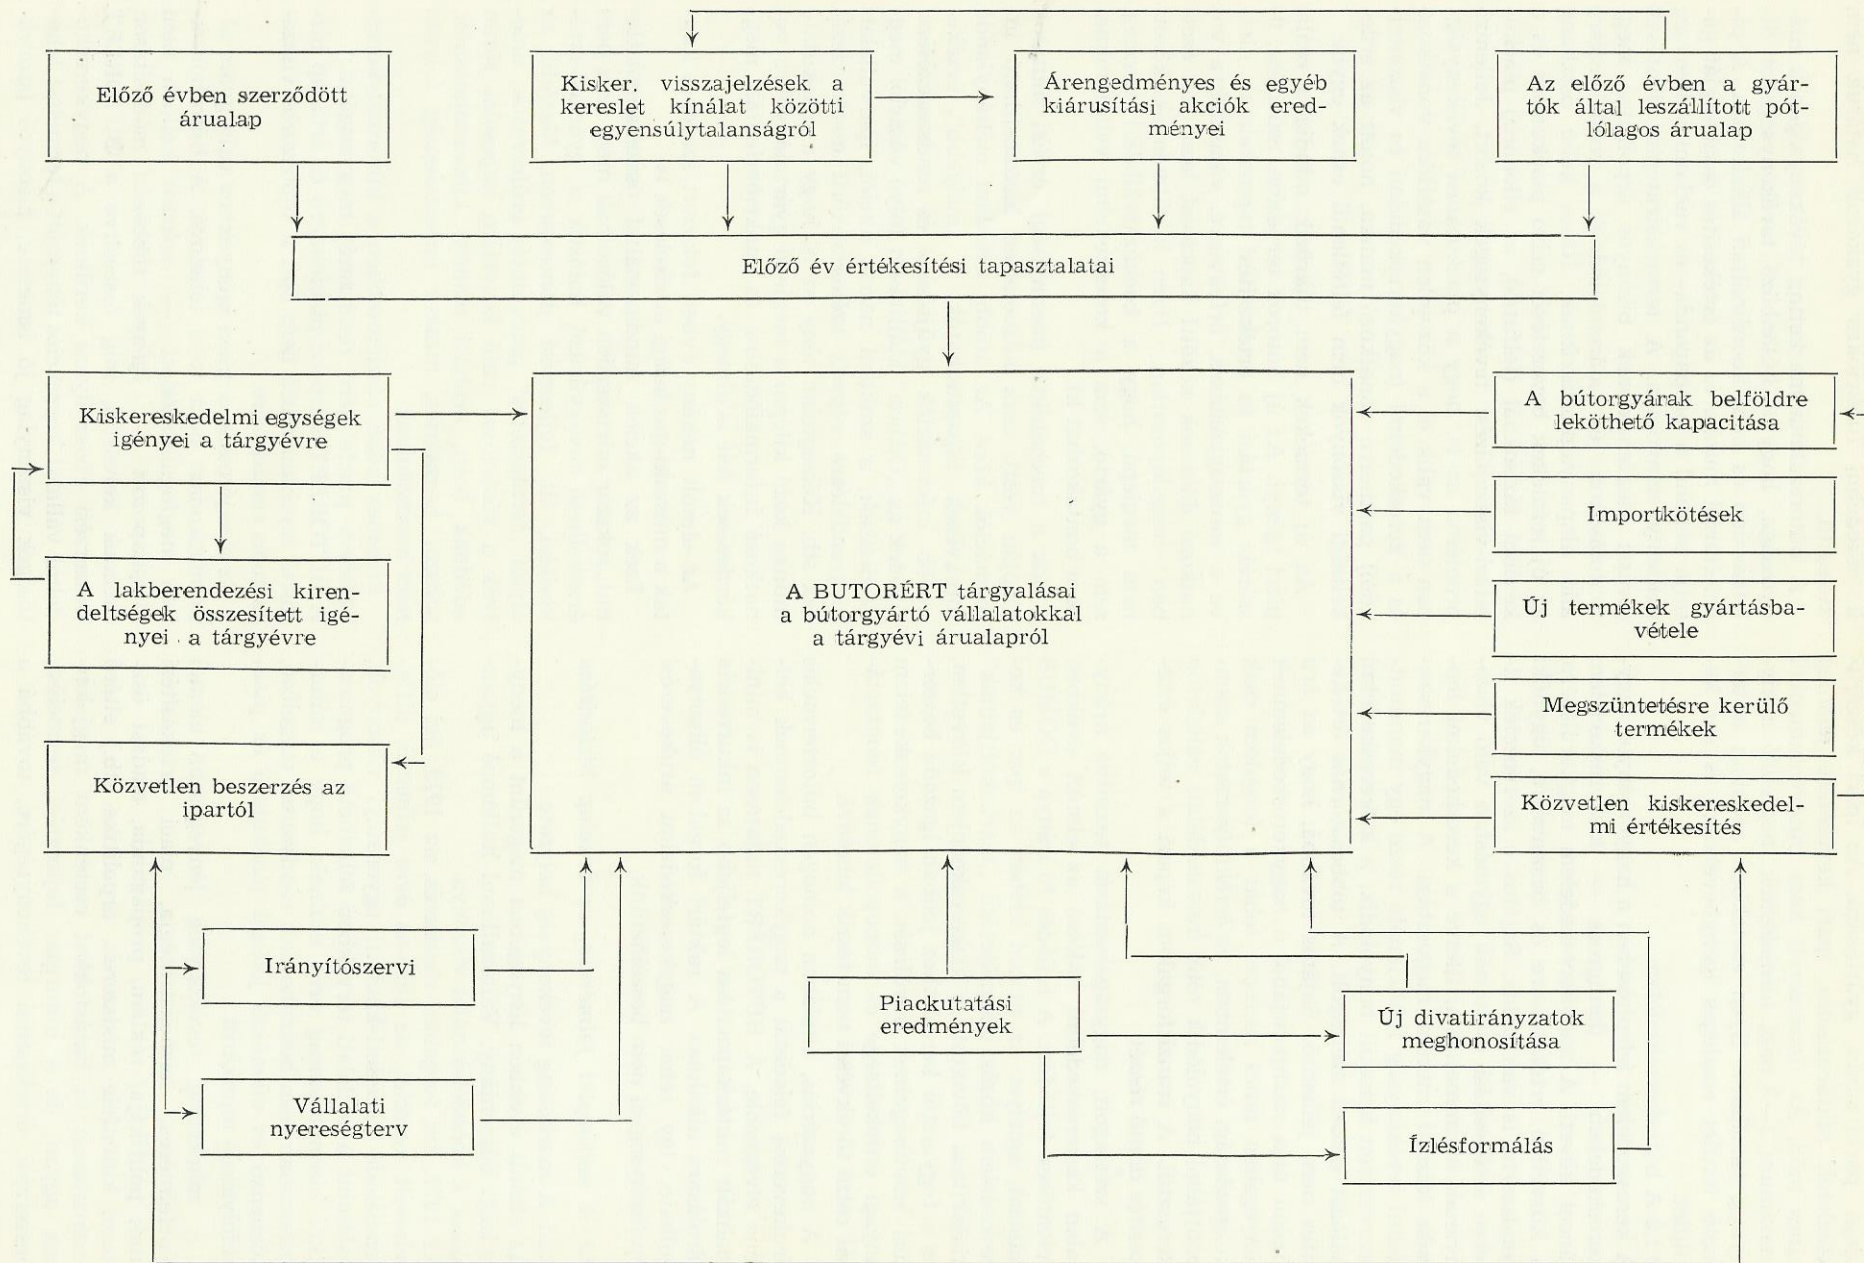 Előző évben szerződött
árualap
Kisker. visszajelzések a
kereslet kínálat közötti
egyensúlytalanságról
Árengedményes és egyéb
kiárusítási akciók ered-
ményei
Az előző évben a gyár-
tók által leszállított pót-
lólagos árualap
Előző év értékesítési tapasztalatai
Kiskereskedelmi egységek
igényei a tárgyévre
A lakberendezési kiren-
deltségek összesített igé-
nyei a tárgyévre
Közvetlen beszerzés az
ipartól
A BUTORÉRT tárgyalásai
a bútorgyártó vállalatokkal
a tárgyévi árualapról
A bútorgyárak belföldre
leköthető kapacitása
Importkötések
Új termékek gyártásba-
vétele
Megszüntetésre kerülő
termékek
Közvetlen kiskereskedel-
mi értékesítés
Irányítószervi
Vállalati
nyereségterv
Piackutatási
eredmények
Új divatirányzatok
meghonosítása
Ízlésformálás